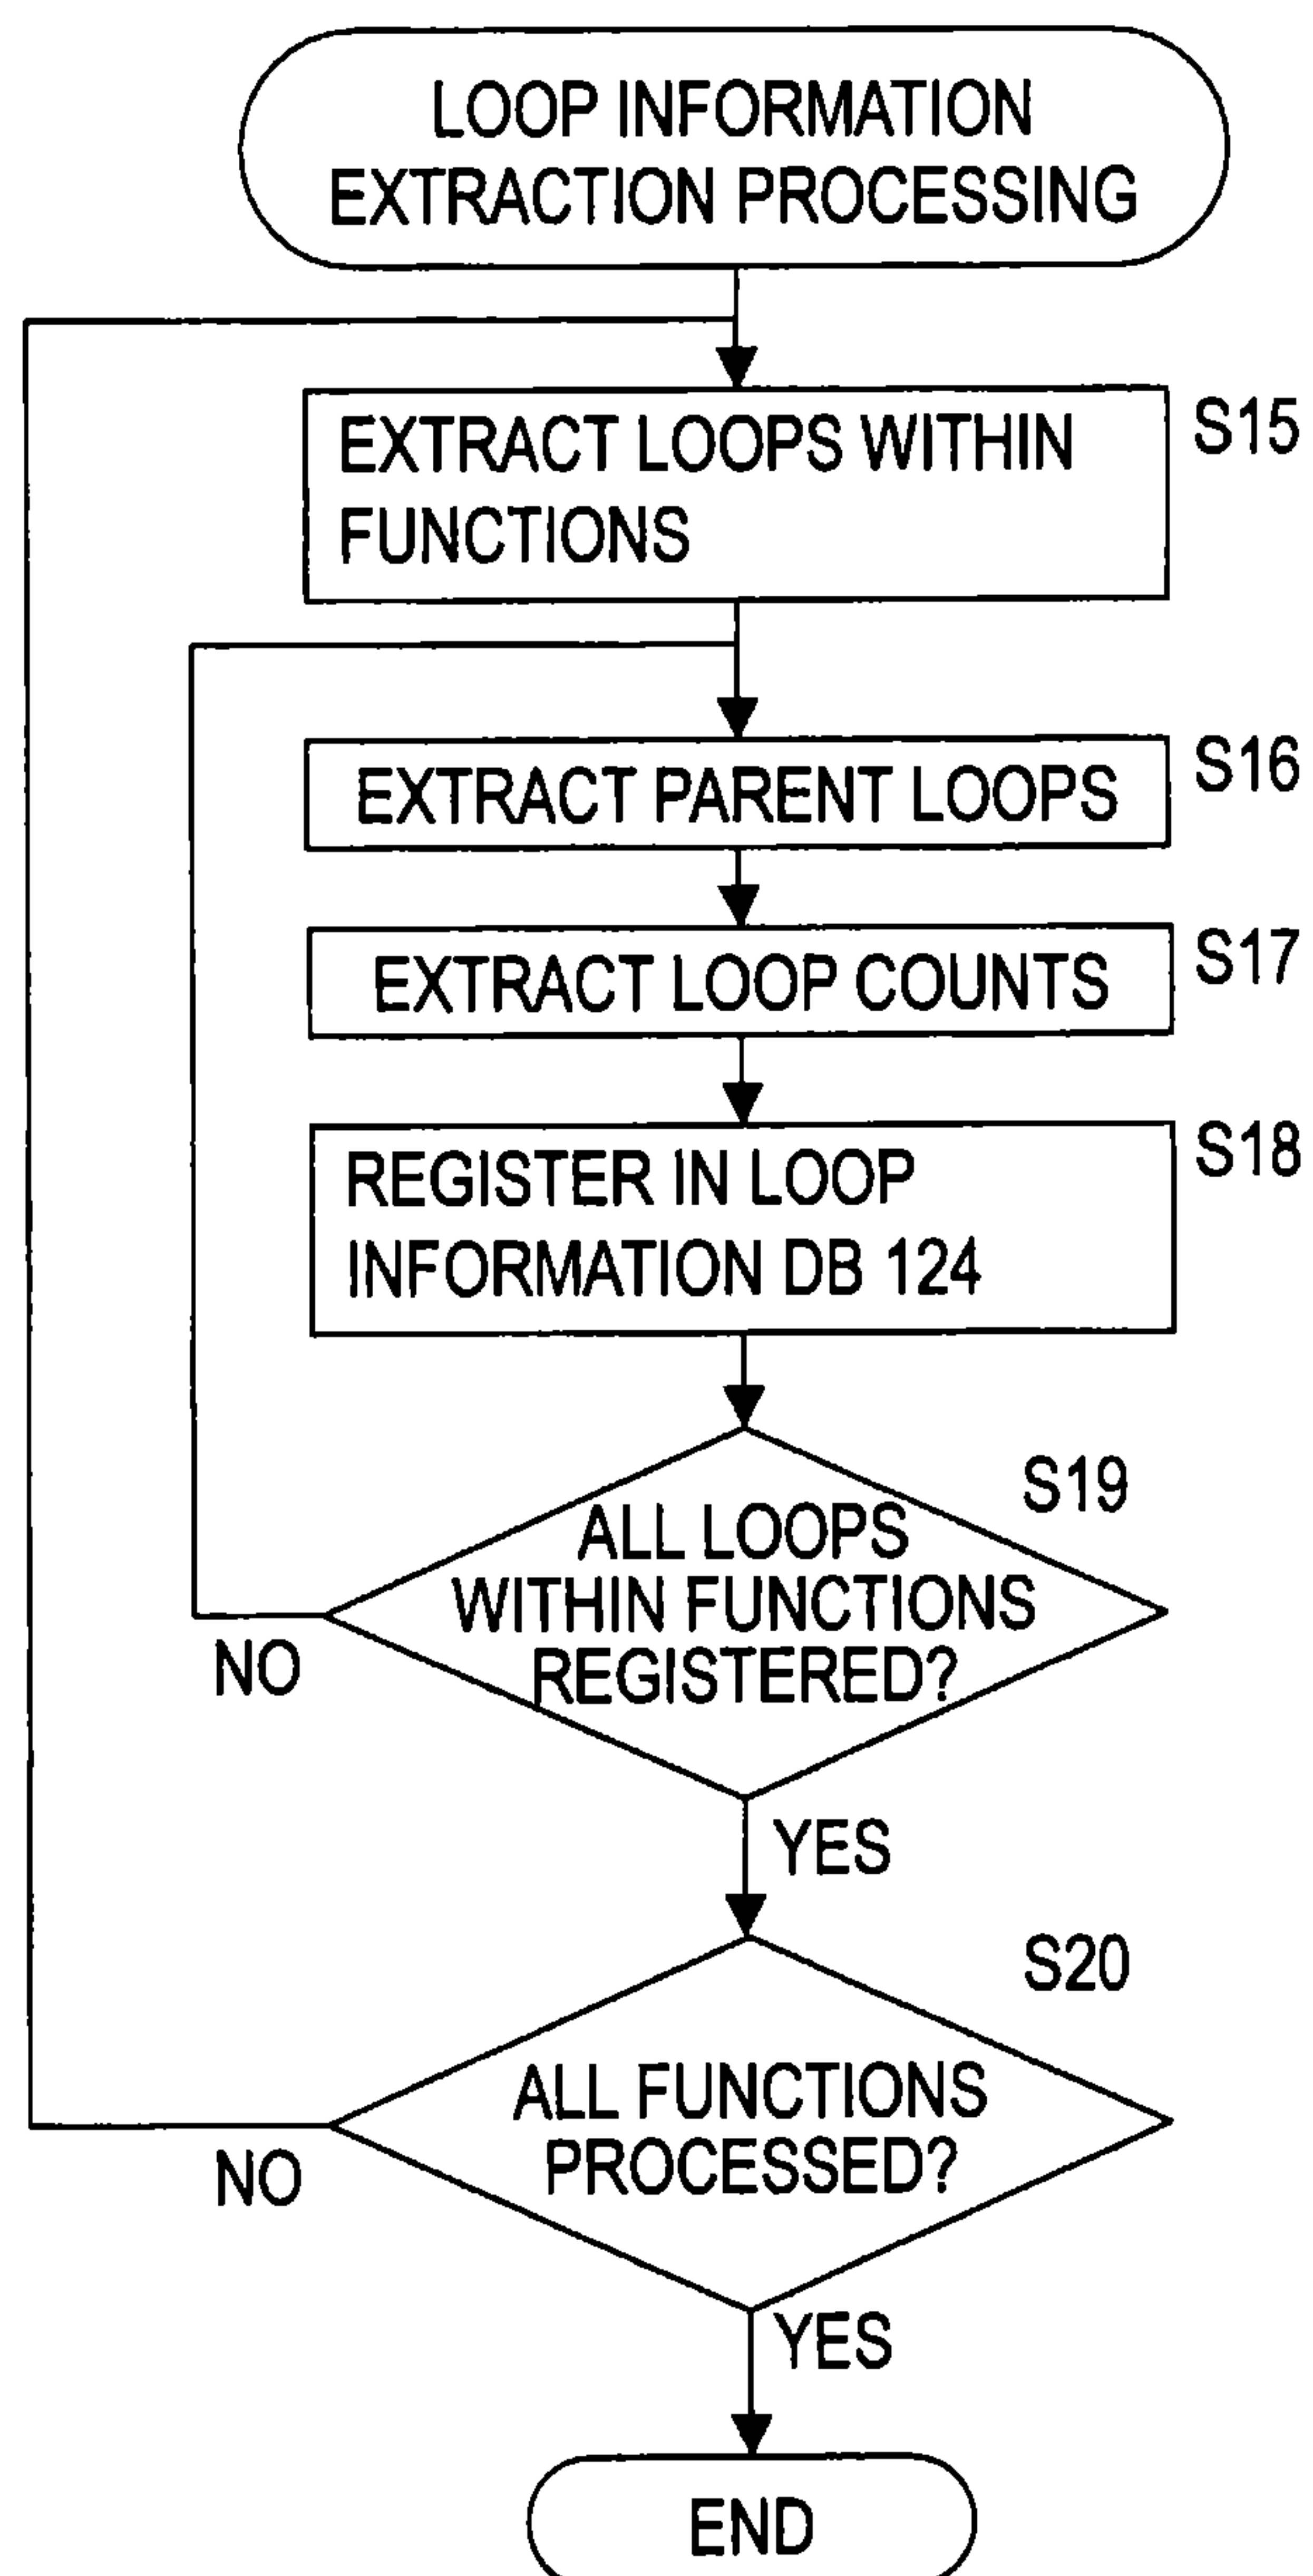 LOOP INFORMATION
EXTRACTION PROCESSING
EXTRACT LOOPS WITHIN
FUNCTIONS
S15
EXTRACT PARENT LOOPS
S16
EXTRACT LOOP COUNTS
S17
REGISTER IN LOOP
INFORMATION DB 124
S18
S19
ALL LOOPS
WITHIN FUNCTIONS
REGISTERED?
NO
YES
S20
ALL FUNCTIONS
PROCESSED?
NO
YES
END